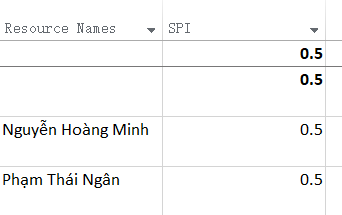 Resource Names SPI
0.5
0.5
Nguyễn Hoàng Minh 0.5
Phạm Thái Ngân 0.5